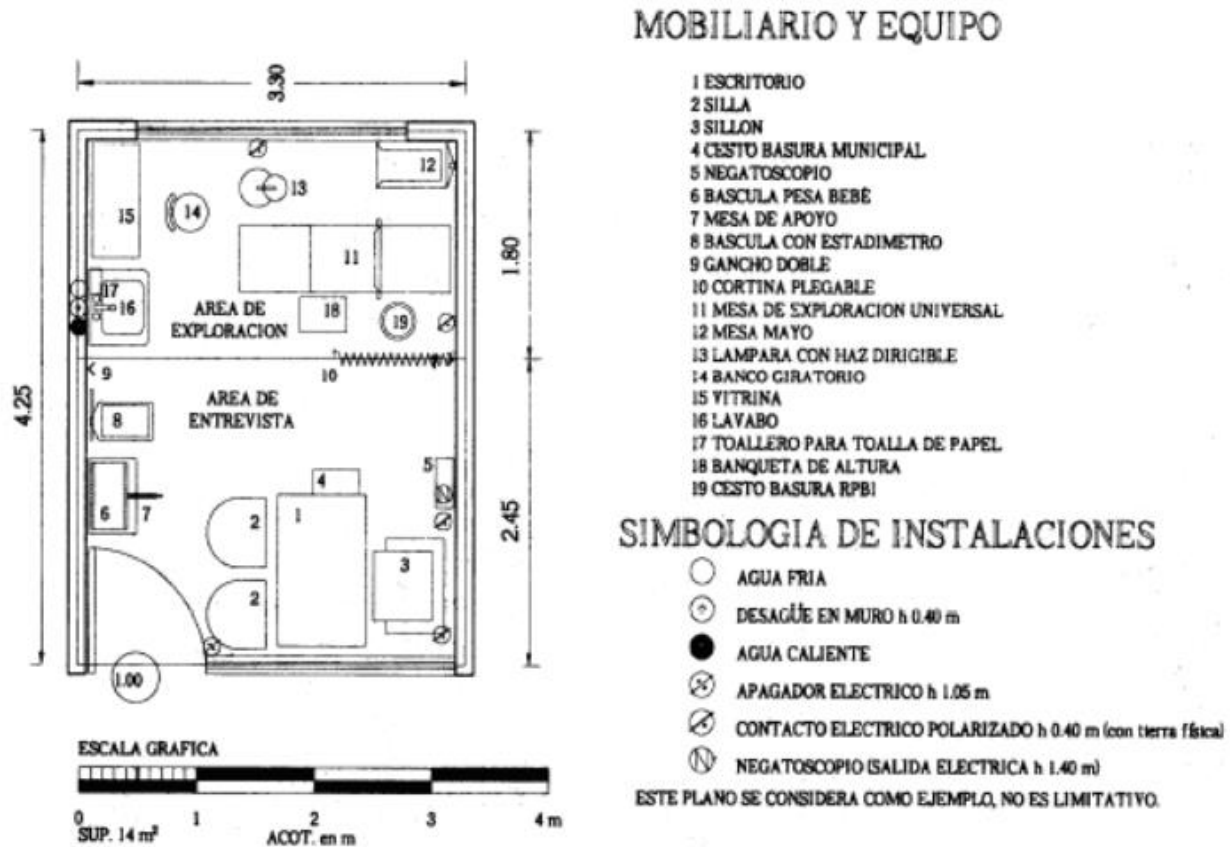 3.30
12
13
14
15
11
1.80
17
16
18
19
AREA DE
EXPLORACION
10
9
AREA DE
ENTREVISTA
8
4.25
5
4
6
7
2
1
3
2
2.45
1.00
ESCALA GRAFICA
0
1
2
3
4 m
SUP. 14 m²
ACOT. en m
MOBILIARIO Y EQUIPO
1 ESCRITORIO
2 SILLA
3 SILLON
4 CESTO BASURA MUNICIPAL
5 NEGATOSCOPIO
6 BASCULA PESA BEBÉ
7 MESA DE APOYO
8 BASCULA CON ESTADIMETRO
9 GANCHO DOBLE
10 CORTINA PLEGABLE
11 MESA DE EXPLORACION UNIVERSAL
12 MESA MAYO
13 LAMPARA CON HAZ DIRIGIBLE
14 BANCO GIRATORIO
15 VITRINA
16 LAVABO
17 TOALLERO PARA TOALLA DE PAPEL
18 BANQUETA DE ALTURA
19 CESTO BASURA RPBI
SIMBOLOGIA DE INSTALACIONES
AGUA FRIA
DESAGÜE EN MURO h 0.40 m
AGUA CALIENTE
APAGADOR ELECTRICO h 1.05 m
CONTACTO ELECTRICO POLARIZADO h 0.40 m (con tierra física)
NEGATOSCOPIO (SALIDA ELECTRICA h 1.40 m)
ESTE PLANO SE CONSIDERA COMO EJEMPLO, NO ES LIMITATIVO.